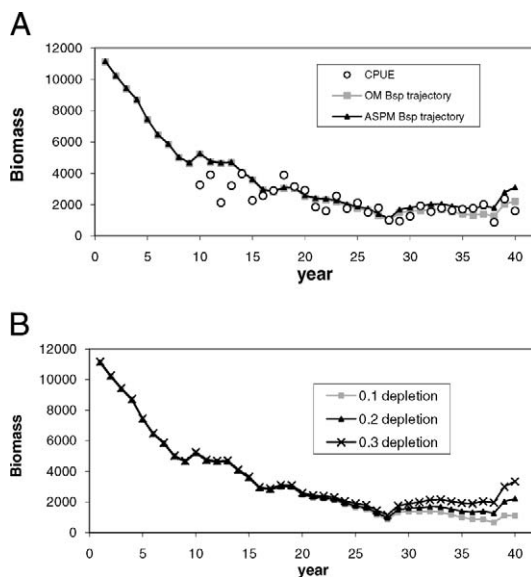 A
12000
10000
8000
6000
4000
2000
0
Biomass
CPUE
OM Bsp trajectory
ASPM Bsp trajectory
0 5 10 15 20 25 30 35 40
year
B
12000
10000
8000
6000
4000
2000
0
Biomass
0.1 depletion
0.2 depletion
0.3 depletion
0 5 10 15 20 25 30 35 40
year